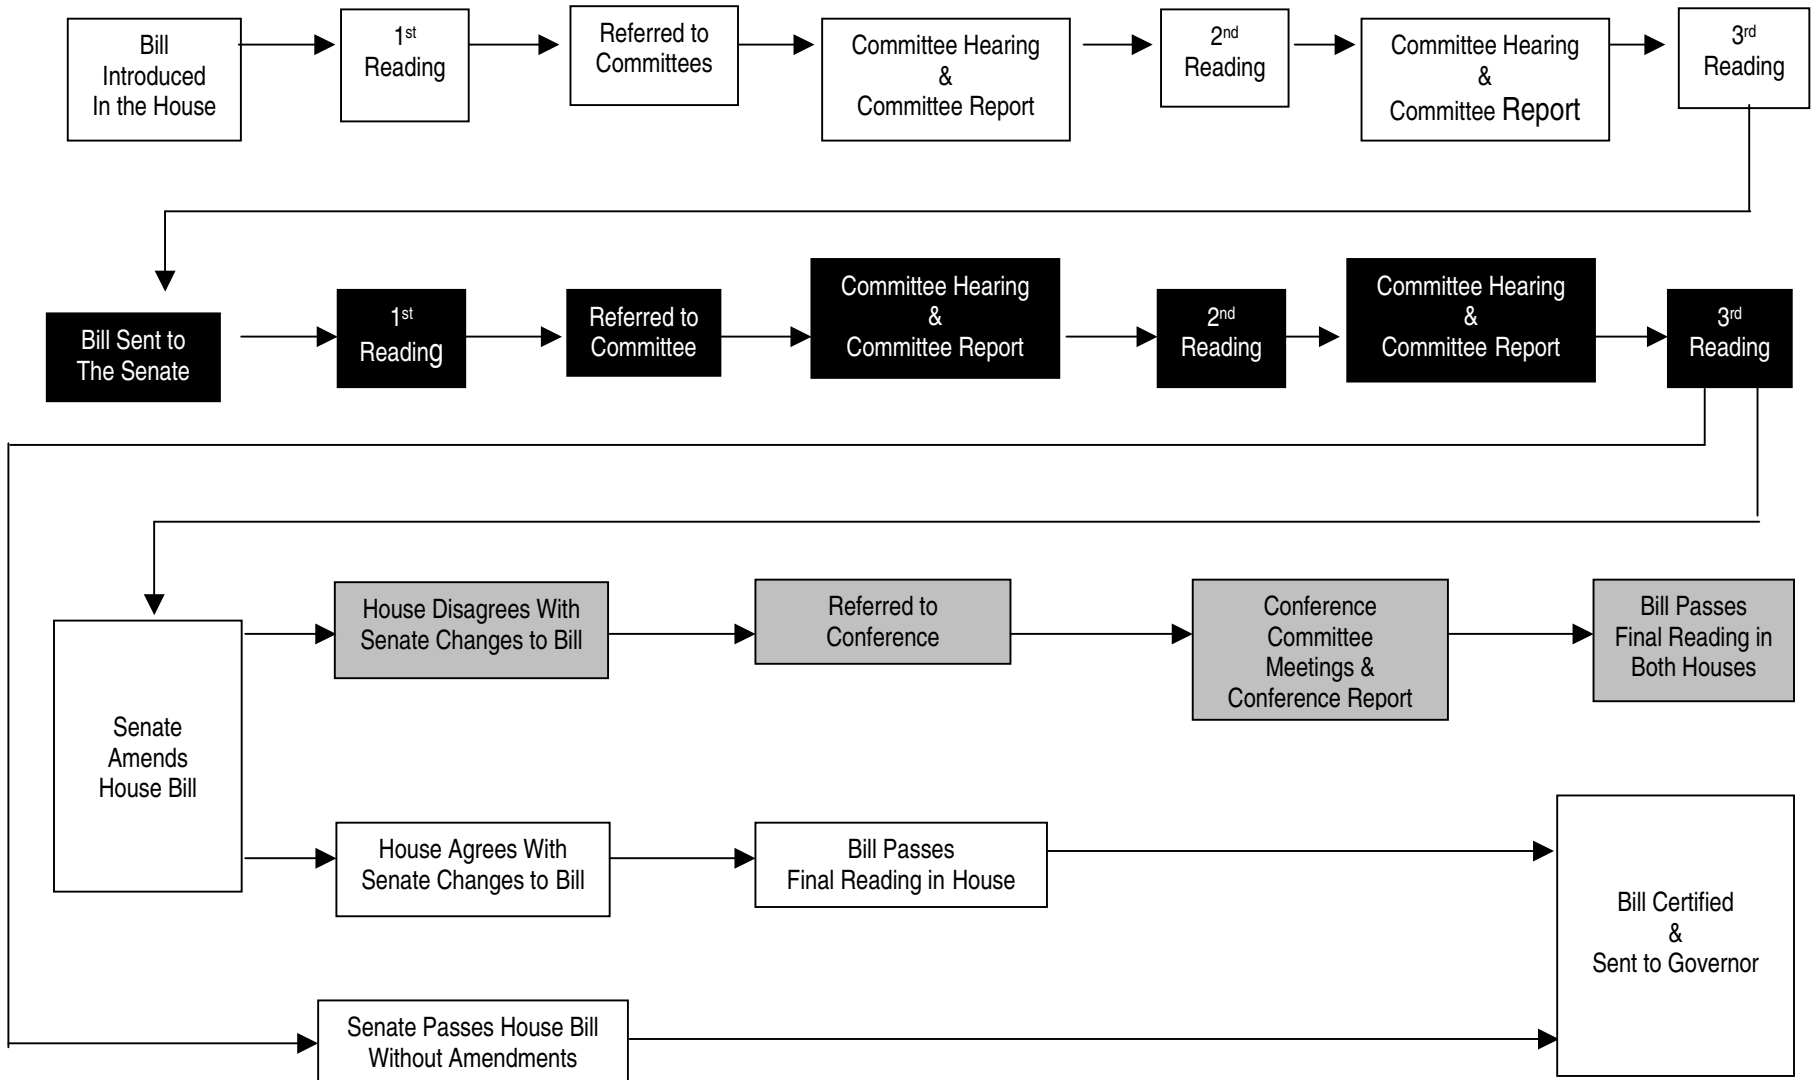 Bill
Introduced
In the House
1st
Reading
Referred to
Committees
Committee Hearing
&
Committee Report
2nd
Reading
Committee Hearing
&
Committee Report
3rd
Reading
Bill Sent to
The Senate
1st
Reading
Referred to
Committee
Committee Hearing
&
Committee Report
2nd
Reading
Committee Hearing
&
Committee Report
3rd
Reading
Senate
Amends
House Bill
House Disagrees With
Senate Changes to Bill
Referred to
Conference
Conference
Committee
Meetings &
Conference Report
Bill Passes
Final Reading in
Both Houses
House Agrees With
Senate Changes to Bill
Bill Passes
Final Reading in House
Bill Certified
&
Sent to Governor
Senate Passes House Bill
Without Amendments